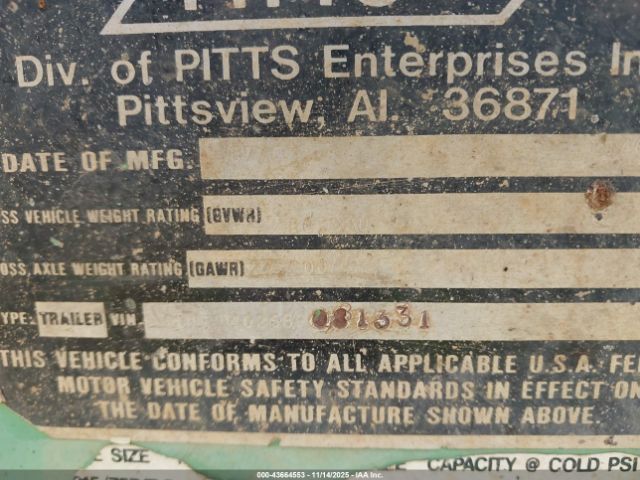 Div. of PITTS Enterprises In
Pittsview, Al. 36871
DATE OF MFG.
SS VEHICLE WEIGHT RATING (GVWR)
OSS AXLE WEIGHT RATING (GAWR)
YPE: TRAILER VIN 081331
THIS VEHICLE CONFORMS TO ALL APPLICABLE U.S.A. FE
MOTOR VEHICLE SAFETY STANDARDS IN EFFECT ON
THE DATE OF MANUFACTURE SHOWN ABOVE.
E SIZE CAPACITY @ COLD PSI
000-43664553 - 11/14/2025 - IAA Inc.